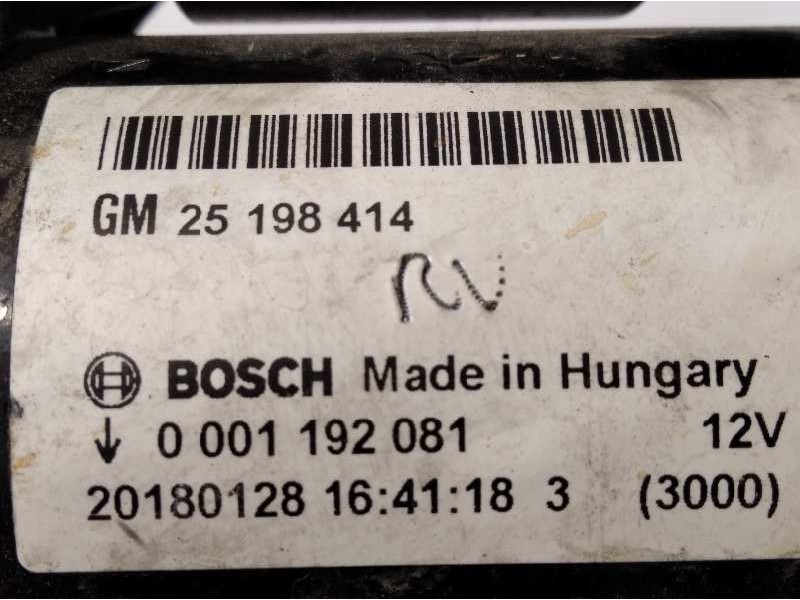 GM 25 198 414
RV
BOSCH Made in Hungary
0 001 192 081 12V
20180128 16:41:18 3 (3000)